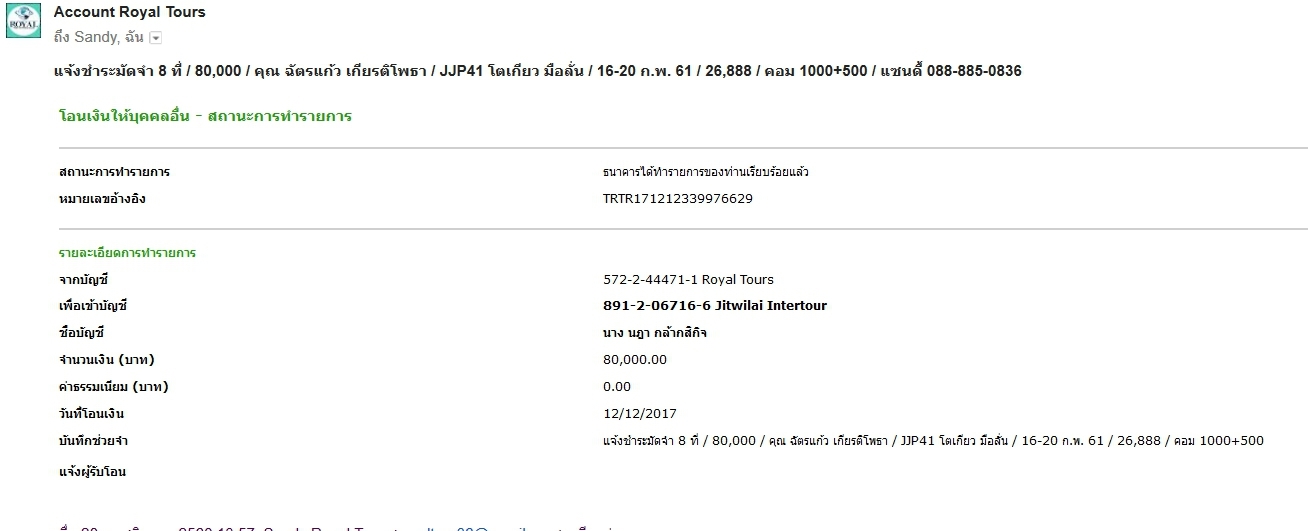 ROYAL
Account Royal Tours
ถึง Sandy, ฉัน
แจ้งชำระมัดจำ 8 ที่ / 80,000 / คุณ ฉัตรแก้ว เกียรติโพธา / JJP41 โตเกียว มือลั่น / 16-20 ก.พ. 61 / 26,888 / คอม 1000+500 / แซนดี้ 088-885-0836
โอนเงินให้บุคคลอื่น - สถานะการทำรายการ
สถานะการทำรายการ ธนาคารได้ทำรายการของท่านเรียบร้อยแล้ว
หมายเลขอ้างอิง TRTR171212339976629
รายละเอียดการทำรายการ
จากบัญชี 572-2-44471-1 Royal Tours
เพื่อเข้าบัญชี 891-2-06716-6 Jitwilai Intertour
ชื่อบัญชี นาง นฎา กล้ากสิกิจ
จำนวนเงิน (บาท) 80,000.00
ค่าธรรมเนียม (บาท) 0.00
วันที่โอนเงิน 12/12/2017
บันทึกช่วยจำ แจ้งชำระมัดจำ 8 ที่ / 80,000 / คุณ ฉัตรแก้ว เกียรติโพธา / JJP41 โตเกียว มือลั่น / 16-20 ก.พ. 61 / 26,888 / คอม 1000+500
แจ้งผู้รับโอน